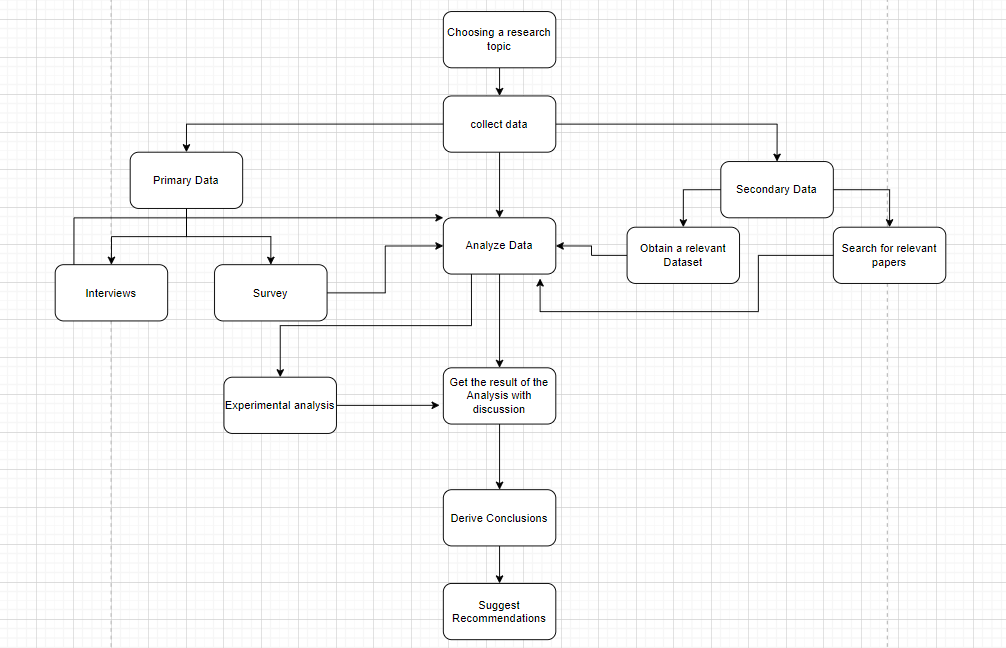 Choosing a research
topic
collect data
Primary Data
Secondary Data
Analyze Data
Obtain a relevant
Dataset
Search for relevant
papers
Interviews
Survey
Experimental analysis
Get the result of the
Analysis with
discussion
Derive Conclusions
Suggest
Recommendations